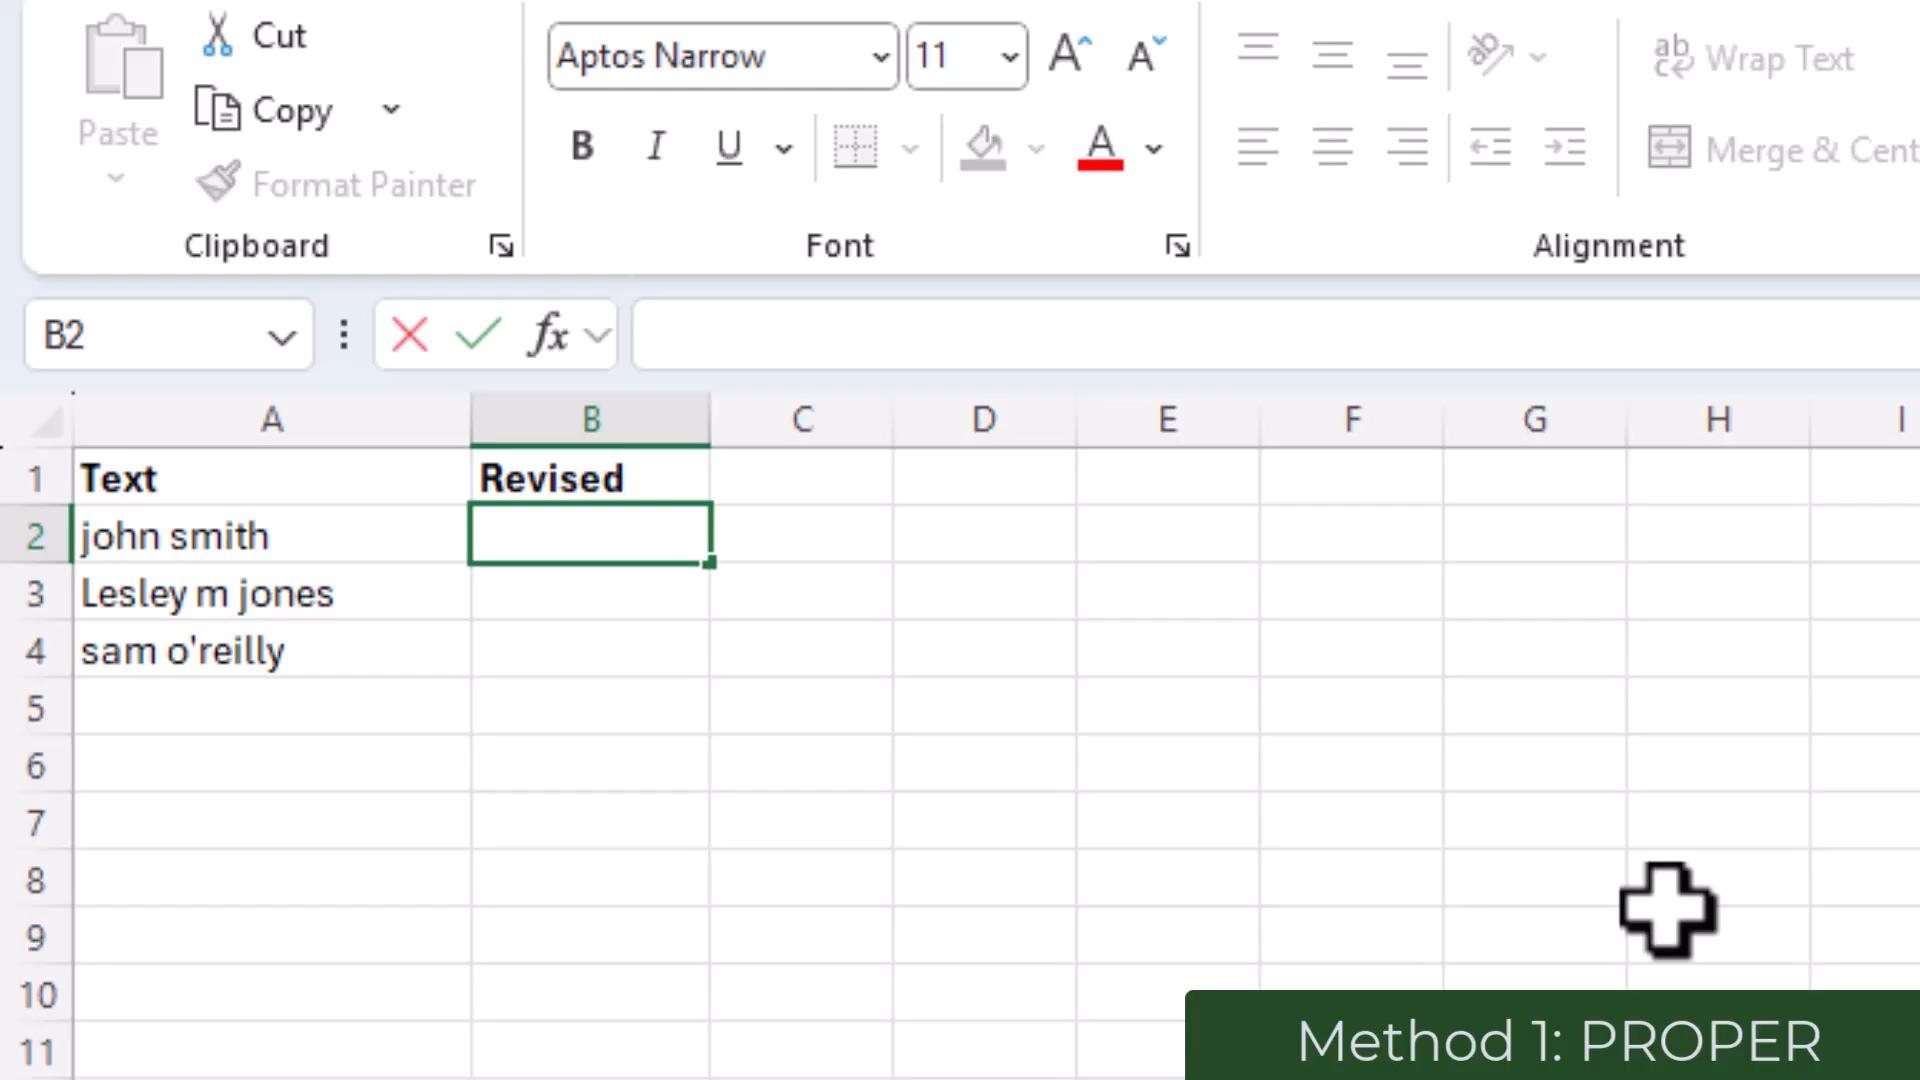 Cut
Aptos Narrow 11
Wrap Text
Copy
Paste
B I U
Merge & Cent
Format Painter
Clipboard Font Alignment
B2 fx
A B C D E F G H I
1 Text Revised
2 john smith
3 Lesley m jones
4 sam o'reilly
5
6
7
8
9
10
11
Method 1: PROPER